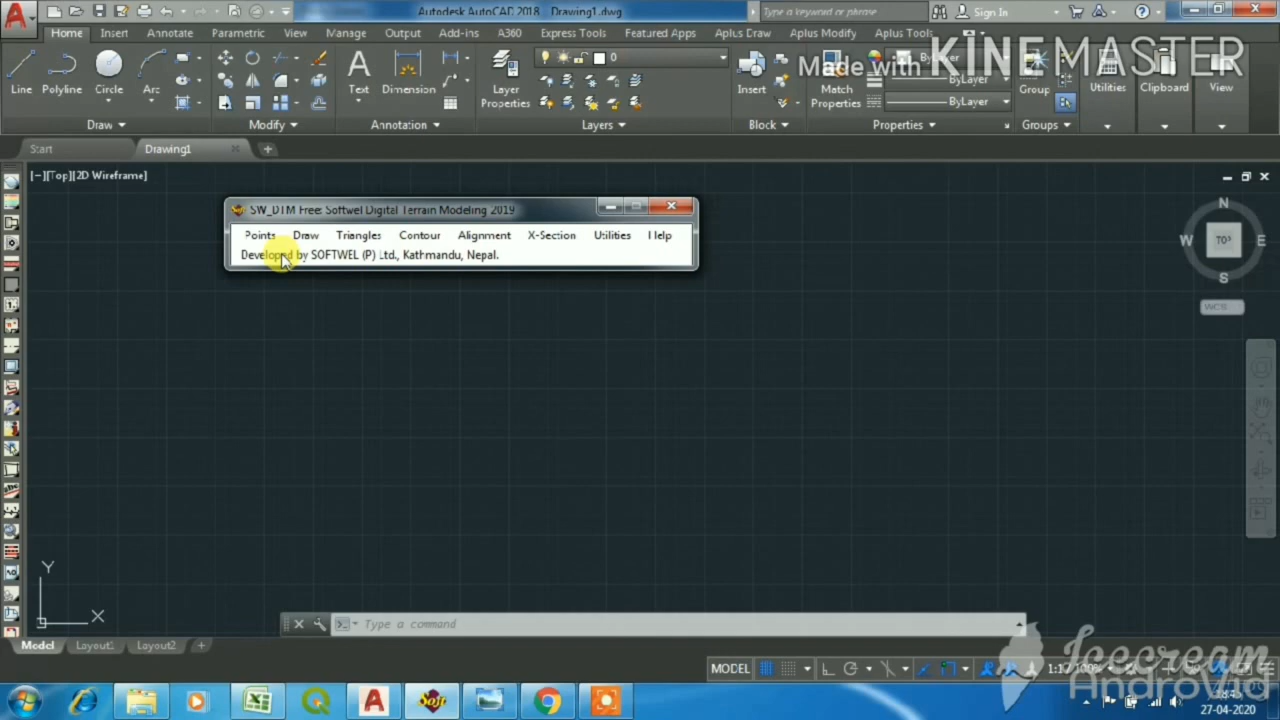 Autodesk AutoCAD 2018 Drawing1.dwg
Type a keyword or phrase
Sign In
Home Insert Annotate Parametric View Manage Output Add-ins A360 Express Tools Featured Apps Aplus Draw Aplus Modify Aplus Tools
Made with KINEMASTER
0
ByLayer
ByLayer
ByLayer
Line Polyline Circle Arc Text Dimension Layer Properties Insert Match Properties Group Utilities Clipboard View
Draw Modify Annotation Layers Block Properties Groups
Start Drawing1
[−][Top][2D Wireframe]
SW_DTM Free: Softwel Digital Terrain Modeling 2019
Points Draw Triangles Contour Alignment X-Section Utilities Help
Developed by SOFTWEL (P) Ltd., Kathmandu, Nepal.
N
W TOP E
S
WCS
Y
X
Type a command
Model Layout1 Layout2 +
MODEL 100%
Icecream
AndroVid
27-04-2020